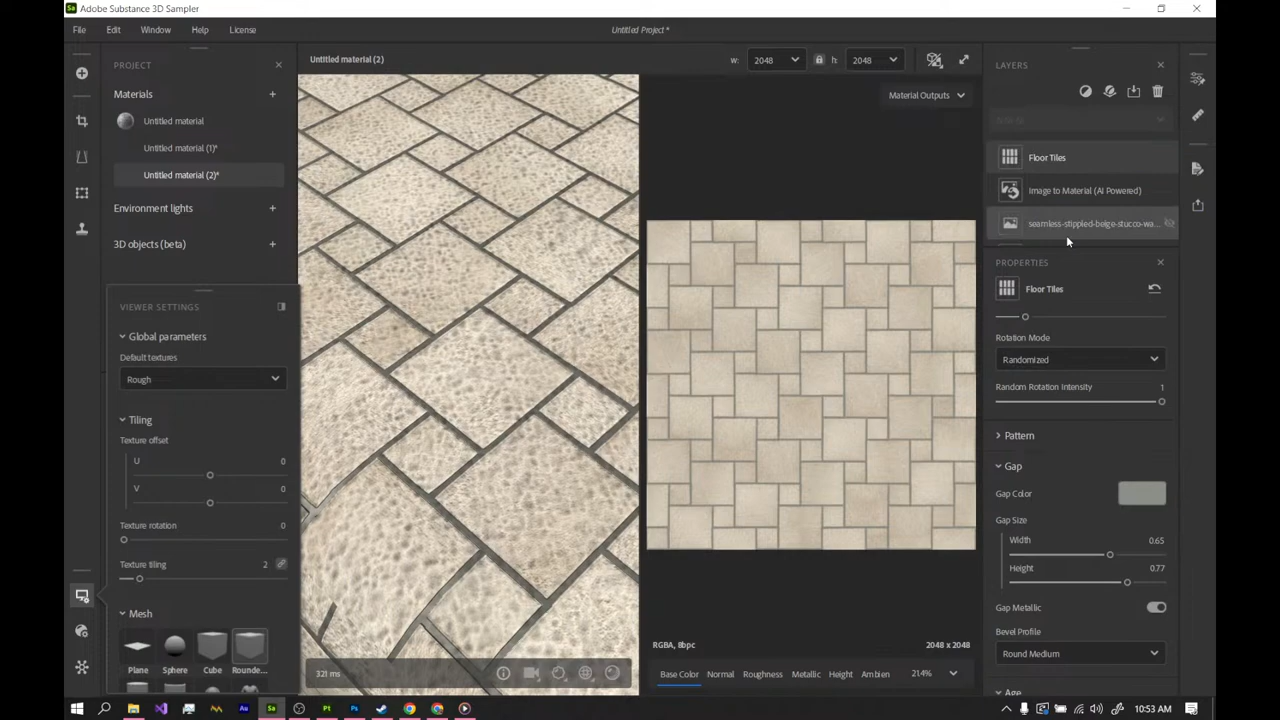 Adobe Substance 3D Sampler
File Edit Window Help License
Untitled Project *
PROJECT
Materials
Untitled material
Untitled material (1)*
Untitled material (2)*
Environment lights
3D objects (beta)
VIEWER SETTINGS
Global parameters
Default textures
Rough
Tiling
Texture offset
U 0
V 0
Texture rotation 0
Texture tiling 2
Mesh
Plane Sphere Cube Rounde...
Untitled material (2)
w: 2048 h: 2048
Material Outputs
321 ms
RGBA, 8bpc 2048 x 2048
Base Color Normal Roughness Metallic Height Ambien 21.4%
LAYERS
Floor Tiles
Image to Material (AI Powered)
seamless-stippled-beige-stucco-wa...
PROPERTIES
Floor Tiles
Rotation Mode
Randomized
Random Rotation Intensity 1
Pattern
Gap
Gap Color
Gap Size
Width 0.65
Height 0.77
Gap Metallic
Bevel Profile
Round Medium
Age
Sa Au Pt Ps
10:53 AM